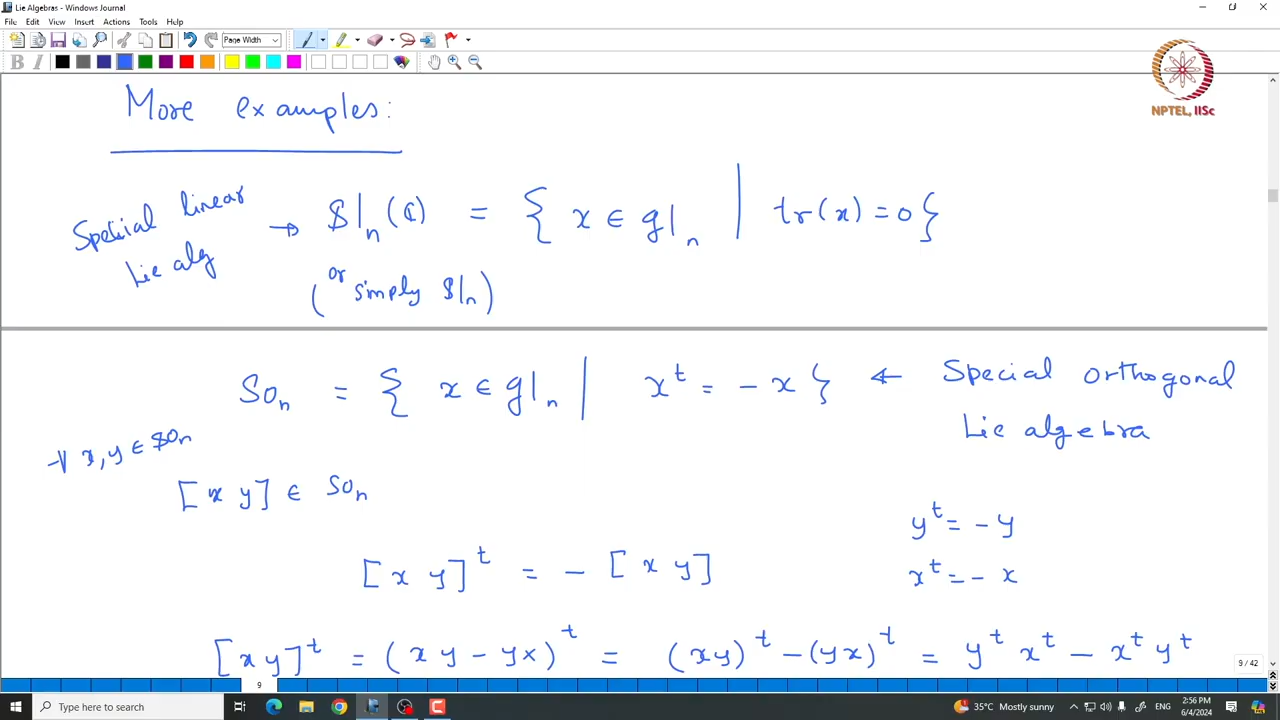 Lie Algebras - Windows Journal
File Edit View Insert Actions Tools Help
Page Width
B I
NPTEL, IISc
More examples:
Special linear Lie alg → sl_n (ℂ) = { x ∈ gl_n | tr(x) = 0 }
(or simply sl_n)
so_n = { x ∈ gl_n | x^t = - x } ← Special orthogonal
Lie algebra
∀ x, y ∈ so_n
[x y] ∈ so_n
y^t = - y
[x y]^t = - [x y]
x^t = - x
[x y]^t = (x y - y x)^t = (xy)^t - (yx)^t = y^t x^t - x^t y^t
9 / 42
9
Type here to search
35°C Mostly sunny
ENG
2:56 PM
6/4/2024